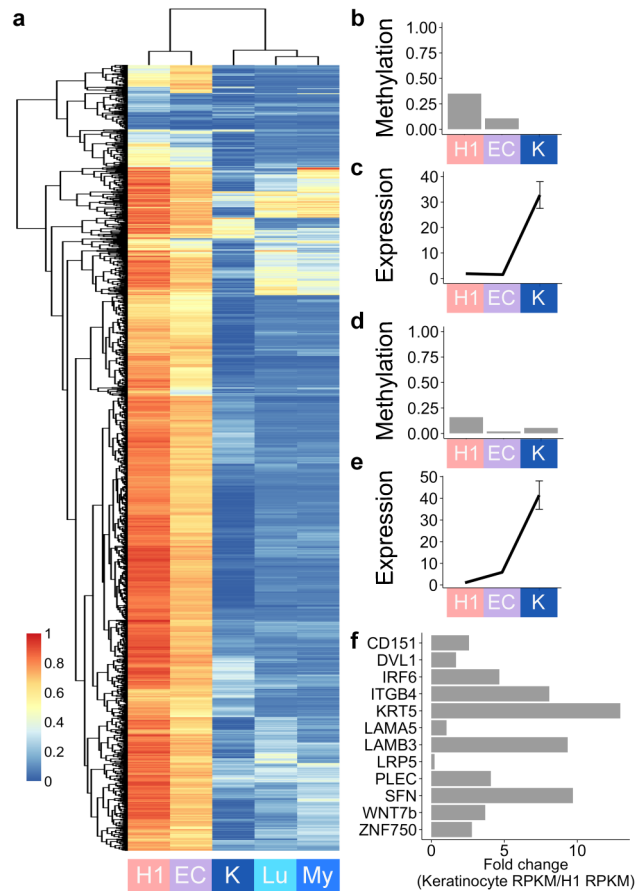 a
1
0.8
0.6
0.4
0.2
0
H1 EC K Lu My
b
Methylation
1.00
0.75
0.50
0.25
0.00
H1 EC K
c
Expression
40
30
20
10
0
H1 EC K
d
Methylation
1.00
0.75
0.50
0.25
0.00
H1 EC K
e
Expression
50
40
30
20
10
0
H1 EC K
f
CD151
DVL1
IRF6
ITGB4
KRT5
LAMA5
LAMB3
LRP5
PLEC
SFN
WNT7b
ZNF750
0 5 10
Fold change
(Keratinocyte RPKM/H1 RPKM)